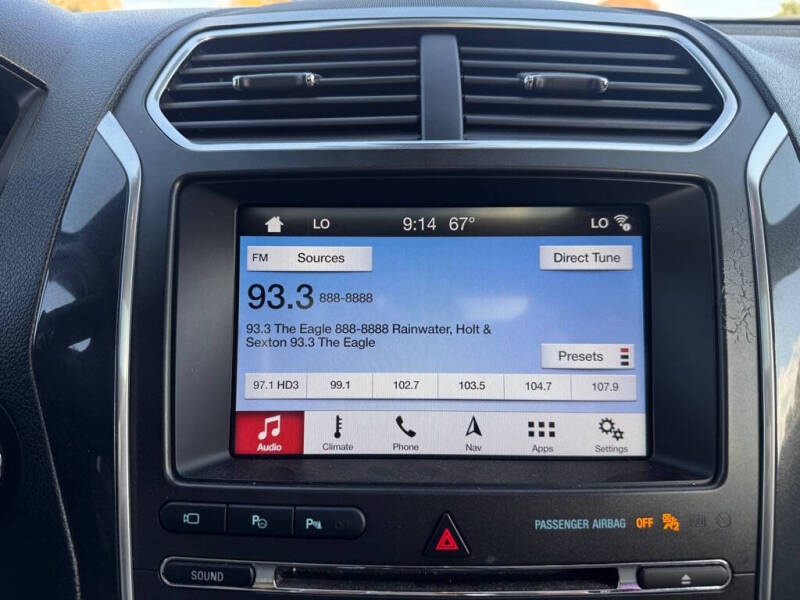 LO 9:14 67° LO
FM Sources Direct Tune
93.3 888-8888
93.3 The Eagle 888-8888 Rainwater, Holt &
Sexton 93.3 The Eagle
Presets
97.1 HD3 99.1 102.7 103.5 104.7 107.9
Audio Climate Phone Nav Apps Settings
PASSENGER AIRBAG OFF 2
SOUND